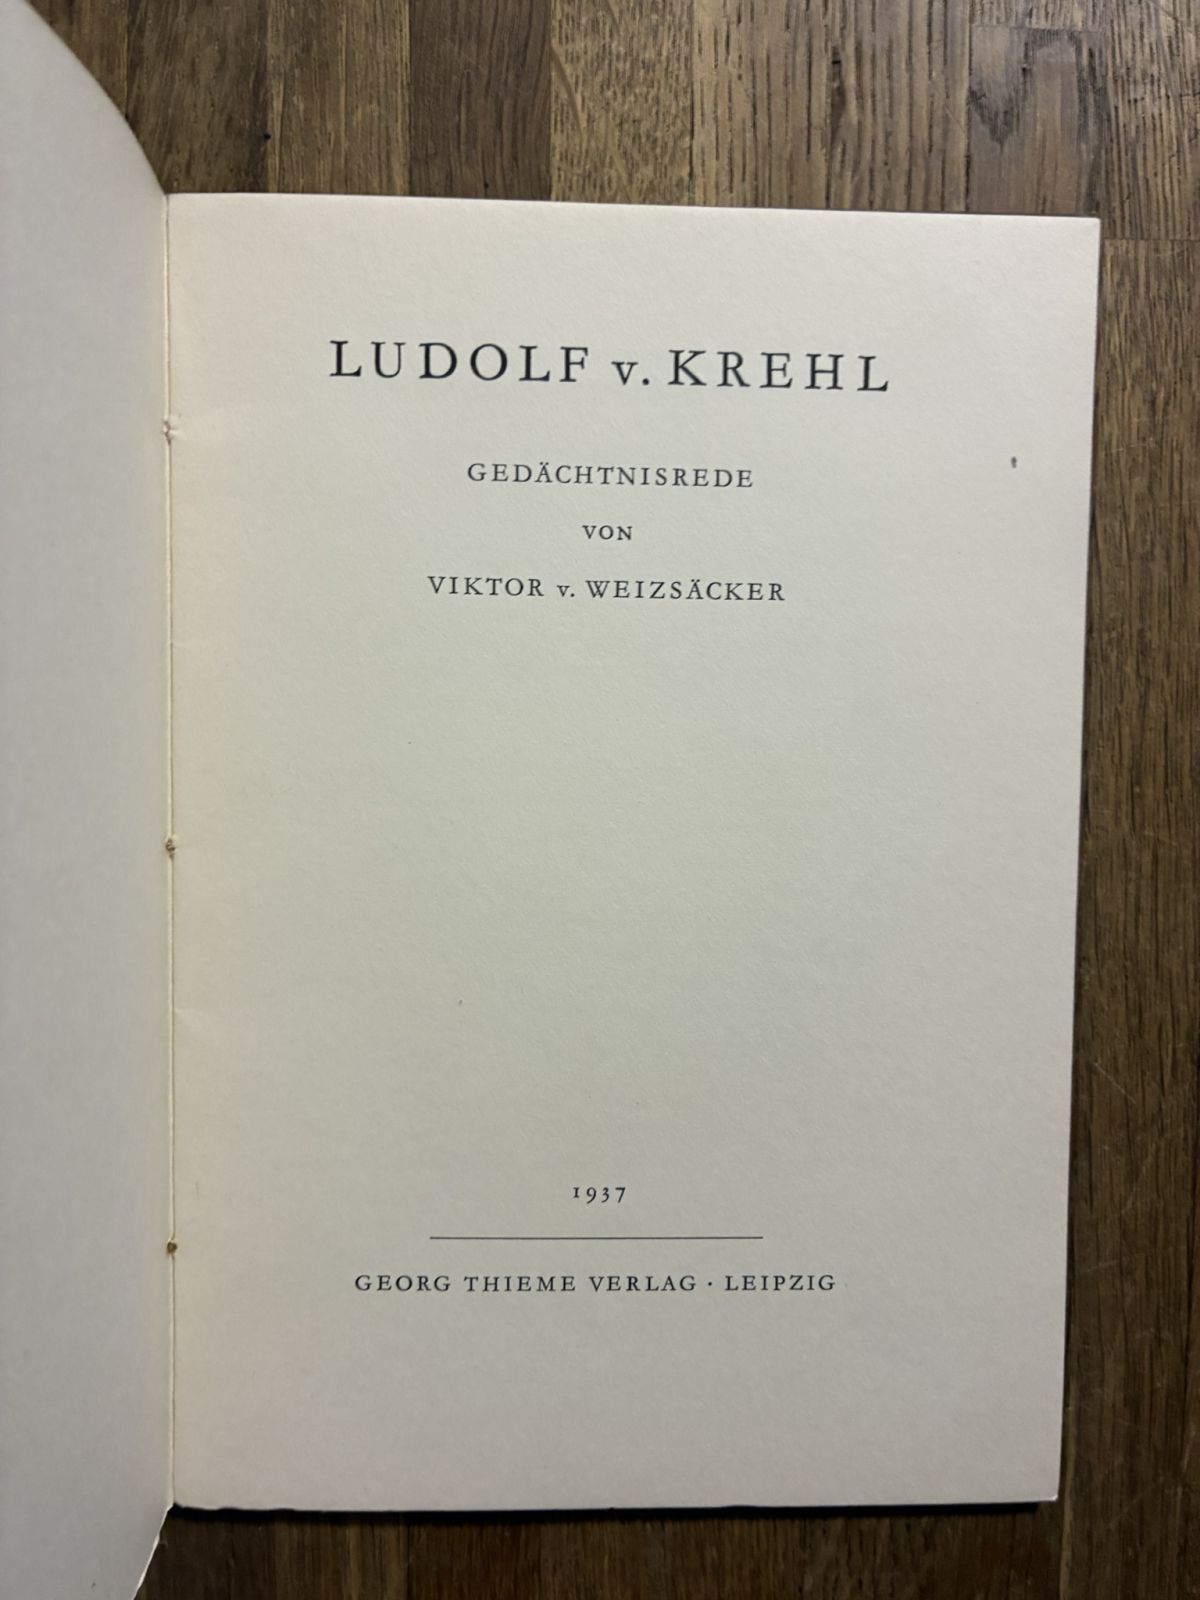 LUDOLF v. KREHL
GEDÄCHTNISREDE
VON
VIKTOR v. WEIZSÄCKER
1937
GEORG THIEME VERLAG · LEIPZIG